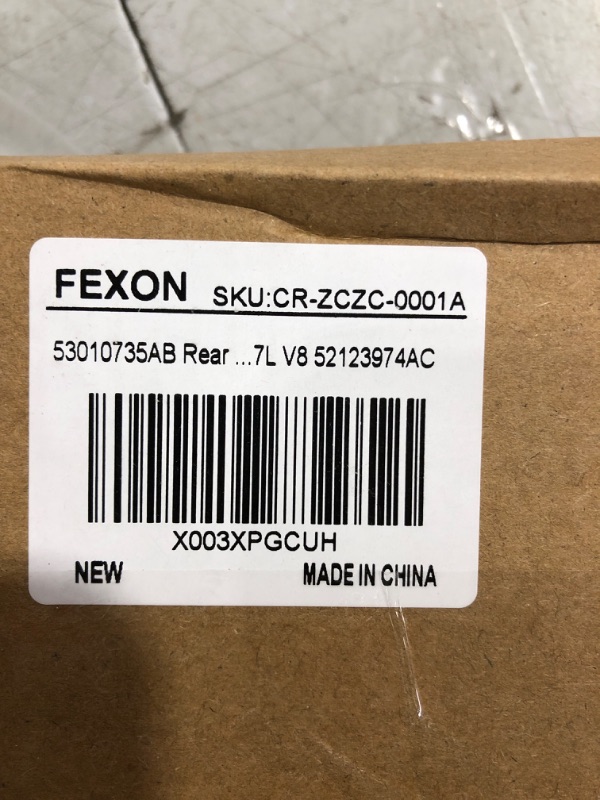 FEXON SKU:CR-ZCZC-0001A
53010735AB Rear ...7L V8 52123974AC
X003XPGCUH
NEW MADE IN CHINA